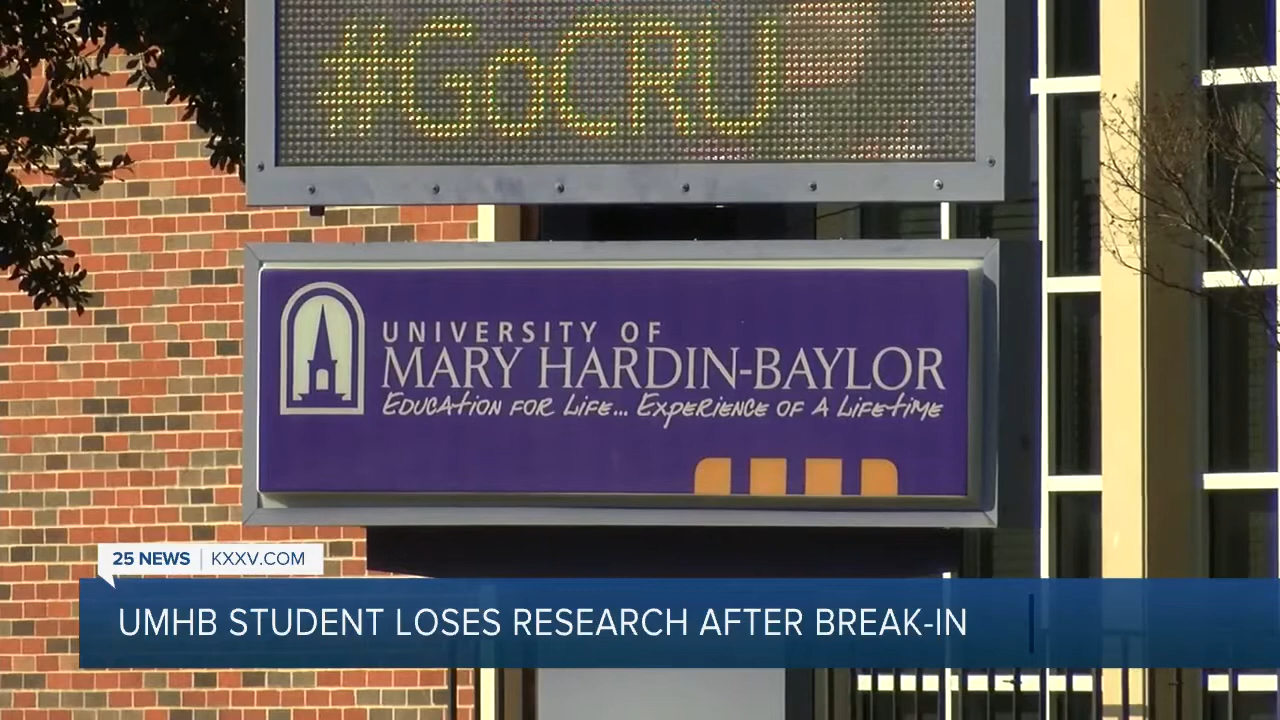 #GoCRU
UNIVERSITY OF
MARY HARDIN-BAYLOR
EDUCATION FOR LIFE... EXPERIENCE OF A LIFETIME
25 NEWS | KXXV.COM
UMHB STUDENT LOSES RESEARCH AFTER BREAK-IN